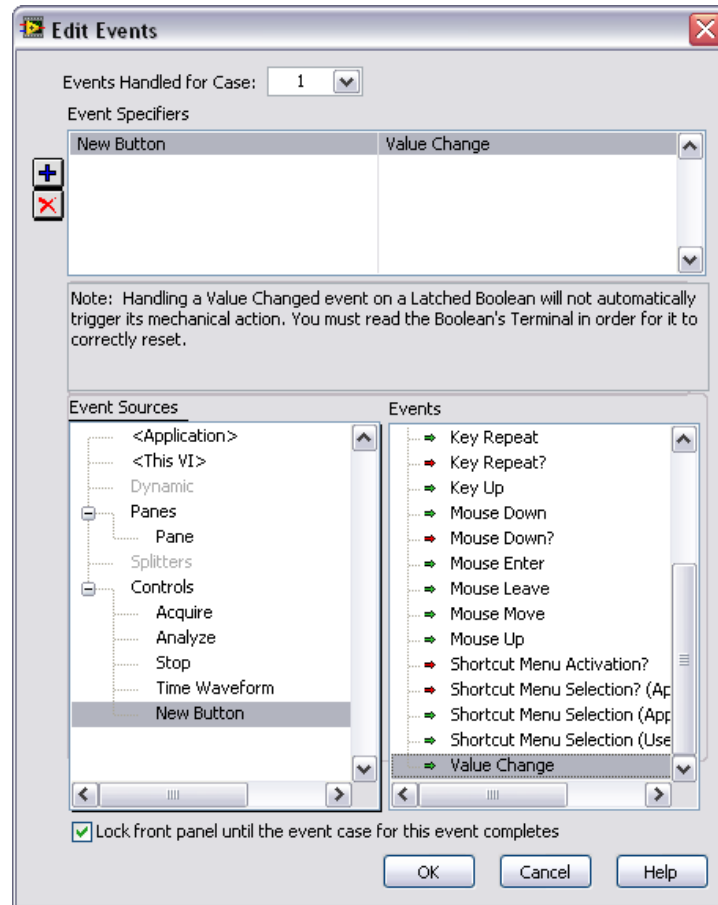 Edit Events
Events Handled for Case: 1
Event Specifiers
New Button Value Change
Note: Handling a Value Changed event on a Latched Boolean will not automatically
trigger its mechanical action. You must read the Boolean's Terminal in order for it to
correctly reset.
Event Sources
<Application>
<This VI>
Dynamic
Panes
Pane
Splitters
Controls
Acquire
Analyze
Stop
Time Waveform
New Button
Events
Key Repeat
Key Repeat?
Key Up
Mouse Down
Mouse Down?
Mouse Enter
Mouse Leave
Mouse Move
Mouse Up
Shortcut Menu Activation?
Shortcut Menu Selection? (Ap
Shortcut Menu Selection (App
Shortcut Menu Selection (Use
Value Change
Lock front panel until the event case for this event completes
OK Cancel Help